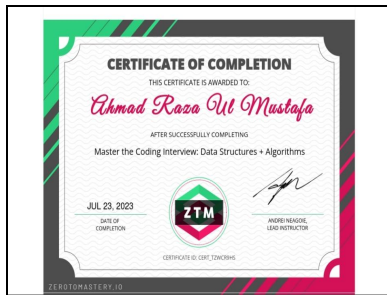 CERTIFICATE OF COMPLETION
THIS CERTIFICATE IS AWARDED TO:
Ahmad Raza Ul Mustafa
AFTER SUCCESSFULLY COMPLETING
Master the Coding Interview: Data Structures + Algorithms
JUL 23, 2023
DATE OF
COMPLETION
ZTM
ANDREI NEAGOIE,
LEAD INSTRUCTOR
ZEROTOMASTERY.IO